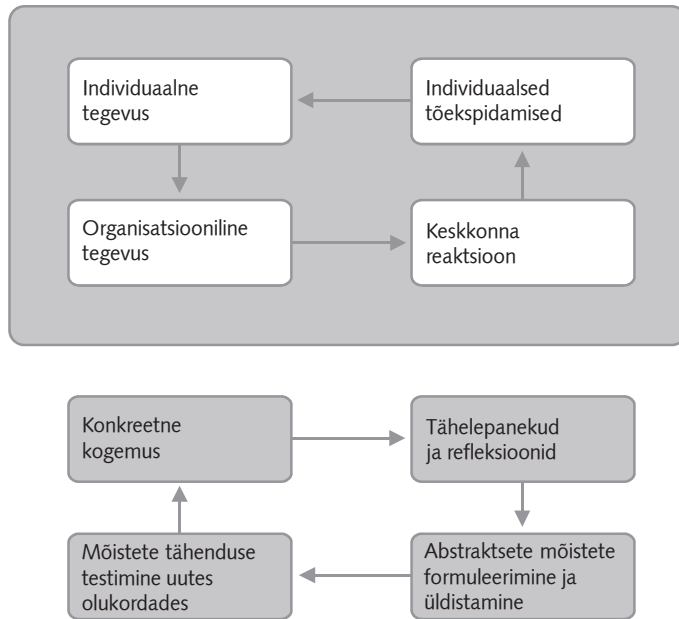 Individuaalne
tegevus
Individuaalsed
tõekspidamised
Organisatsiooniline
tegevus
Keskkonna
reaktsioon
Konkreetne
kogemus
Tähelepanekud
ja refleksioonid
Mõistete tähenduse
testimine uutes
olukordades
Abstraktsete mõistete
formuleerimine ja
üldistamine